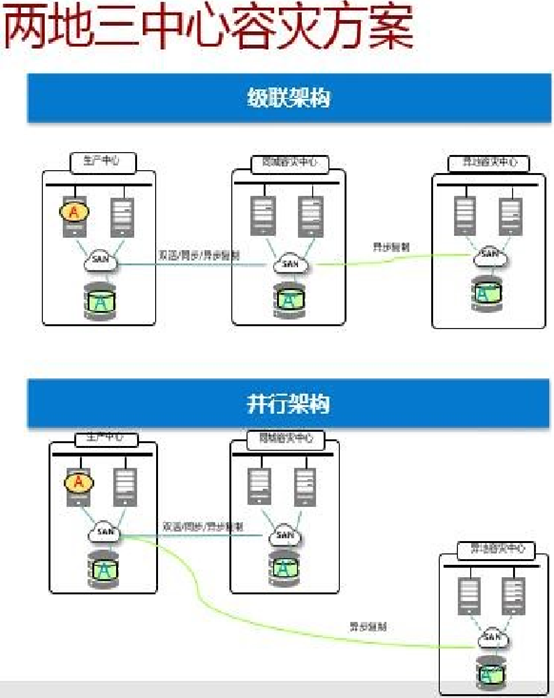 两地三中心容灾方案
级联架构
生产中心
同城容灾中心
异地容灾中心
A
双活/同步/异步复制
异步复制
SAN
SAN
SAN
A
A
A
并行架构
生产中心
同城容灾中心
A
双活/同步/异步复制
SAN
SAN
A
A
异地容灾中心
异步复制
SAN
A